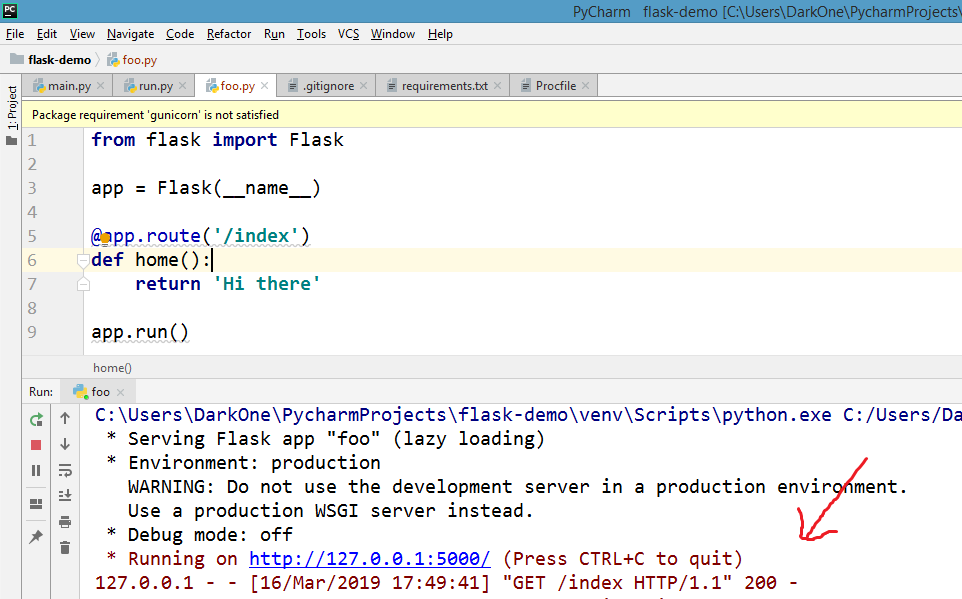 PC
PyCharm flask-demo [C:\Users\DarkOne\PycharmProjects\
File Edit View Navigate Code Refactor Run Tools VCS Window Help
flask-demo foo.py
1: Project
main.py run.py foo.py .gitignore requirements.txt Procfile
Package requirement 'gunicorn' is not satisfied
1 from flask import Flask
2
3 app = Flask(__name__)
4
5 @app.route('/index')
6 def home():
7 return 'Hi there'
8
9 app.run()
home()
Run: foo
C:\Users\DarkOne\PycharmProjects\flask-demo\venv\Scripts\python.exe C:/Users/Da
* Serving Flask app "foo" (lazy loading)
* Environment: production
WARNING: Do not use the development server in a production environment.
Use a production WSGI server instead.
* Debug mode: off
* Running on http://127.0.0.1:5000/ (Press CTRL+C to quit)
127.0.0.1 - - [16/Mar/2019 17:49:41] "GET /index HTTP/1.1" 200 -